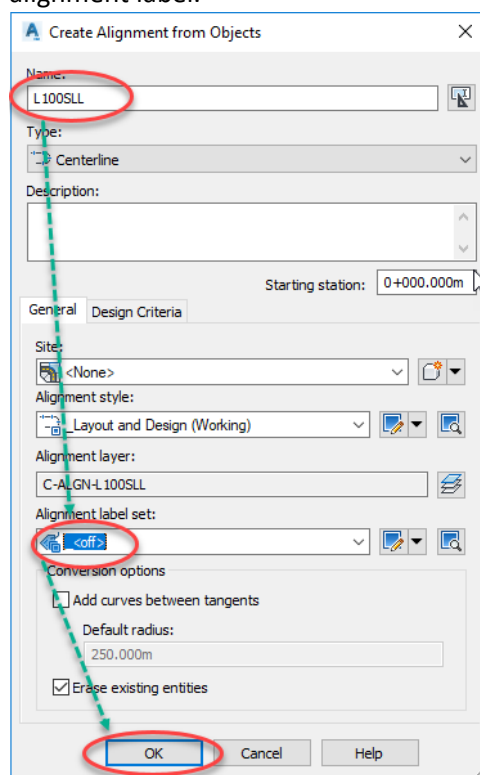 alignment label.
Create Alignment from Objects
Name:
L100SLL
Type:
Centerline
Description:
Starting station: 0+000.000m
General Design Criteria
Site:
<None>
Alignment style:
_Layout and Design (Working)
Alignment layer:
C-ALGN-L100SLL
Alignment label set:
_<off>
Conversion options
Add curves between tangents
Default radius:
250.000m
Erase existing entities
OK Cancel Help